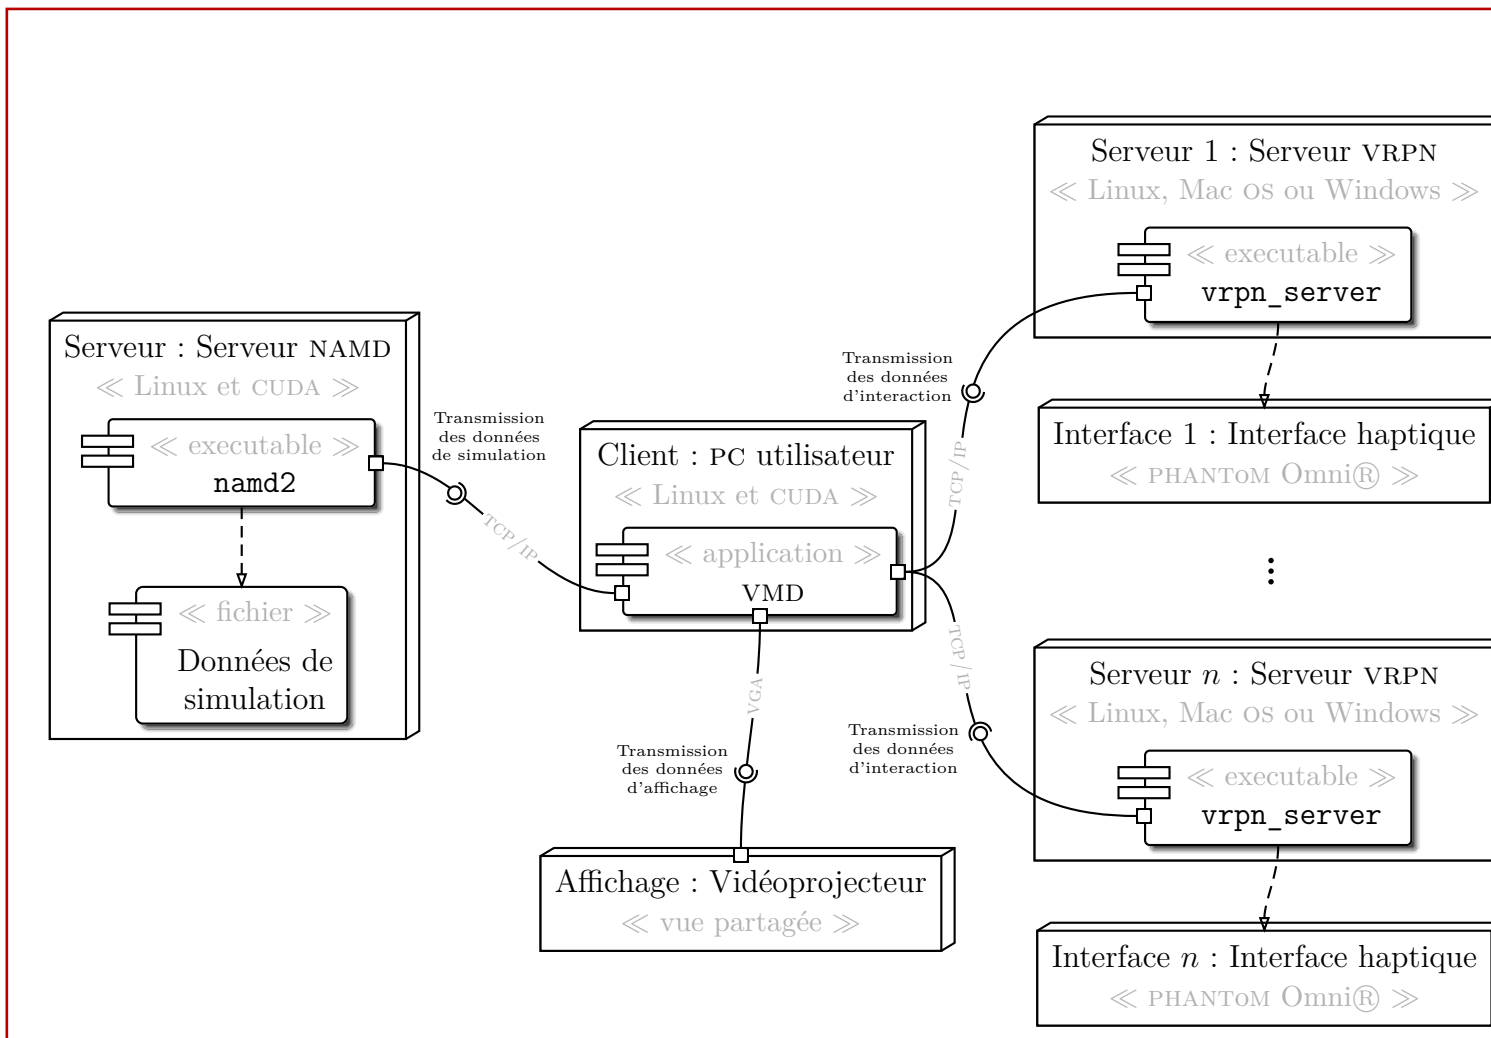 Serveur 1 : Serveur VRPN
≪ Linux, Mac OS ou Windows ≫
≪ executable ≫
vrpn_server
Interface 1 : Interface haptique
≪ PHANToM Omni® ≫
Transmission
des données
d'interaction
TCP/IP
Serveur : Serveur NAMD
≪ Linux et CUDA ≫
≪ executable ≫
namd2
≪ fichier ≫
Données de
simulation
Transmission
des données
de simulation
TCP/IP
Client : PC utilisateur
≪ Linux et CUDA ≫
≪ application ≫
VMD
⋮
TCP/IP
VGA
Transmission
des données
d'interaction
Transmission
des données
d'affichage
Serveur n : Serveur VRPN
≪ Linux, Mac OS ou Windows ≫
≪ executable ≫
vrpn_server
Affichage : Vidéoprojecteur
≪ vue partagée ≫
Interface n : Interface haptique
≪ PHANToM Omni® ≫